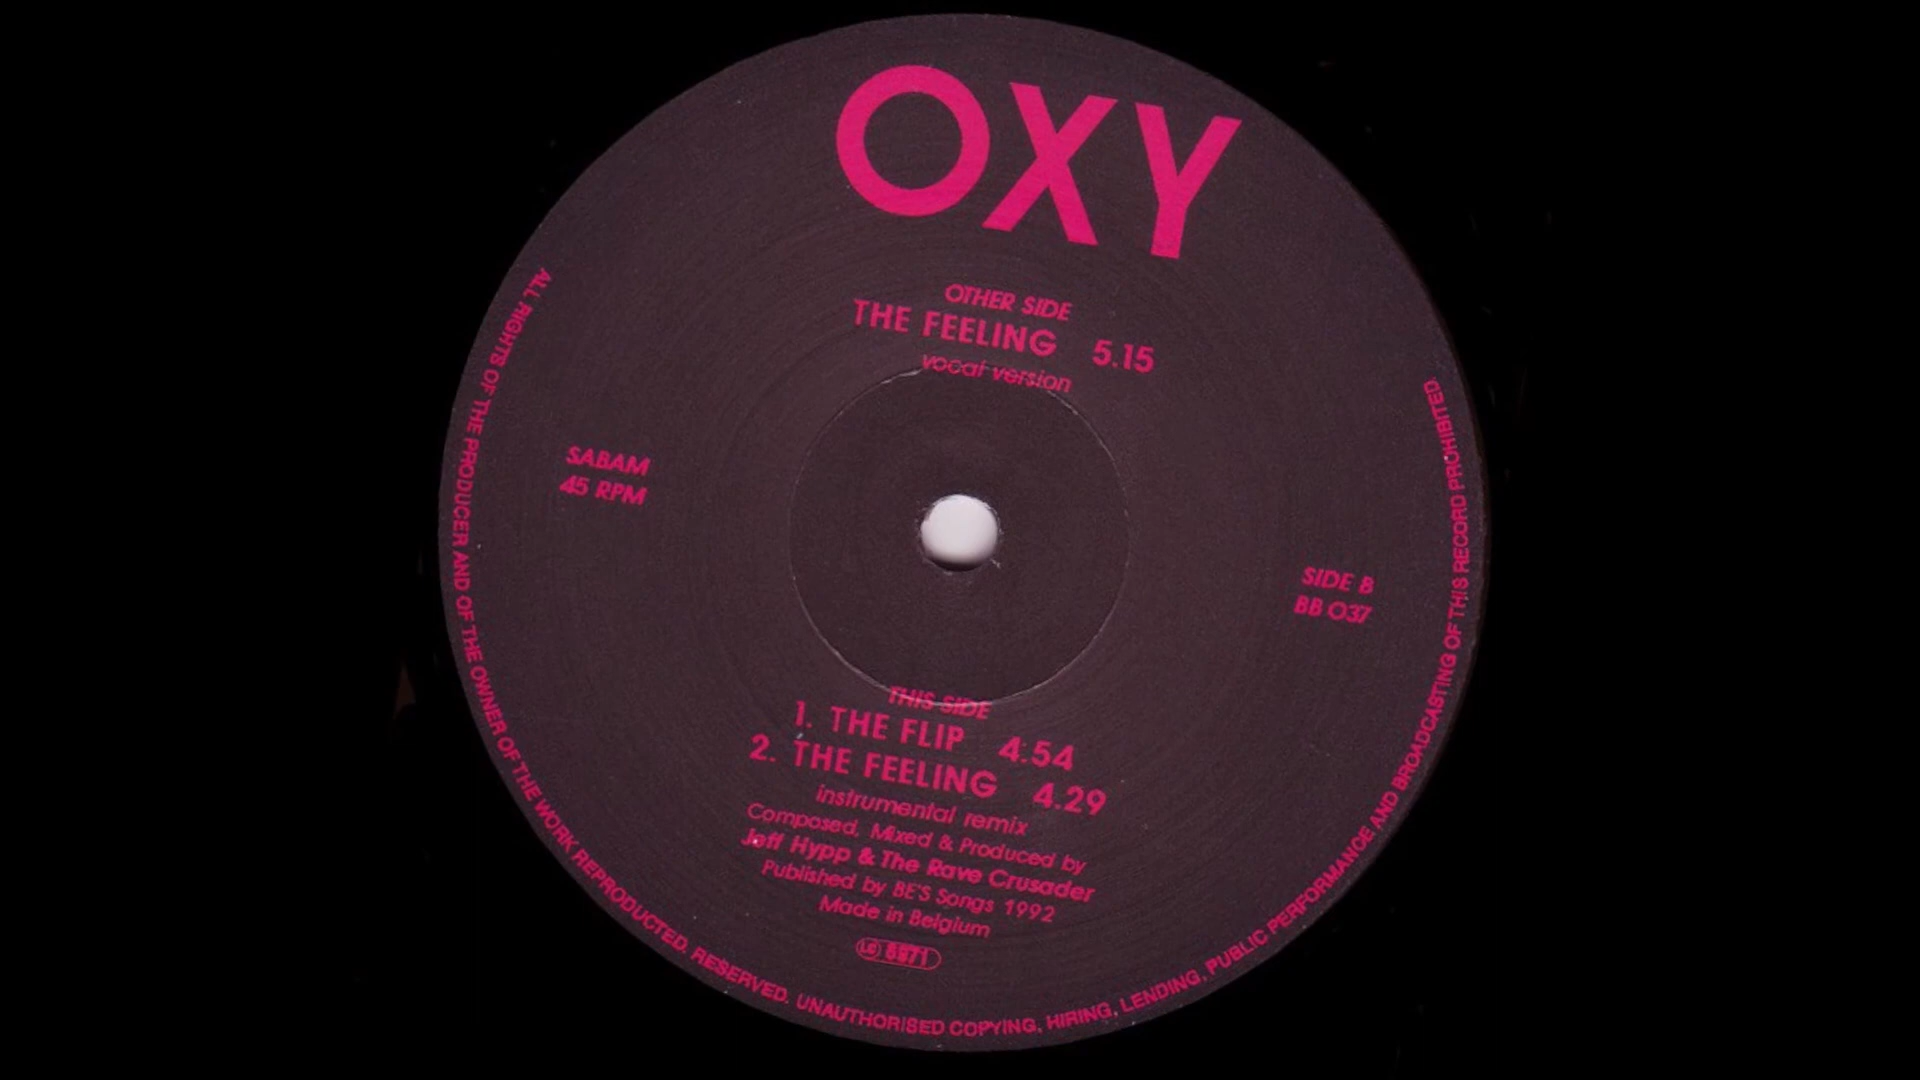 OXY
OTHER SIDE
THE FEELING 5.15
vocal version
SABAM
45 RPM
SIDE B
BB 037
THIS SIDE
1. THE FLIP 4:54
2. THE FEELING 4.29
instrumental remix
Composed, Mixed & Produced by
Jeff Hypp & The Rave Crusader
Published by BE'S Songs 1992
Made in Belgium
LC 5971
ALL RIGHTS OF THE PRODUCER AND OF THE OWNER OF THE WORK REPRODUCED. RESERVED. UNAUTHORISED COPYING, HIRING, LENDING, PUBLIC PERFORMANCE AND BROADCASTING OF THIS RECORD PROHIBITED.